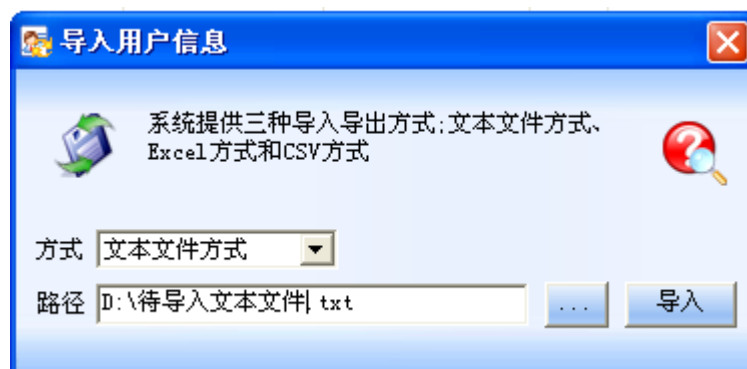 导入用户信息
系统提供三种导入导出方式;文本文件方式、
Excel方式和CSV方式
方式 文本文件方式
路径 D:\待导入文本文件.txt ... 导入